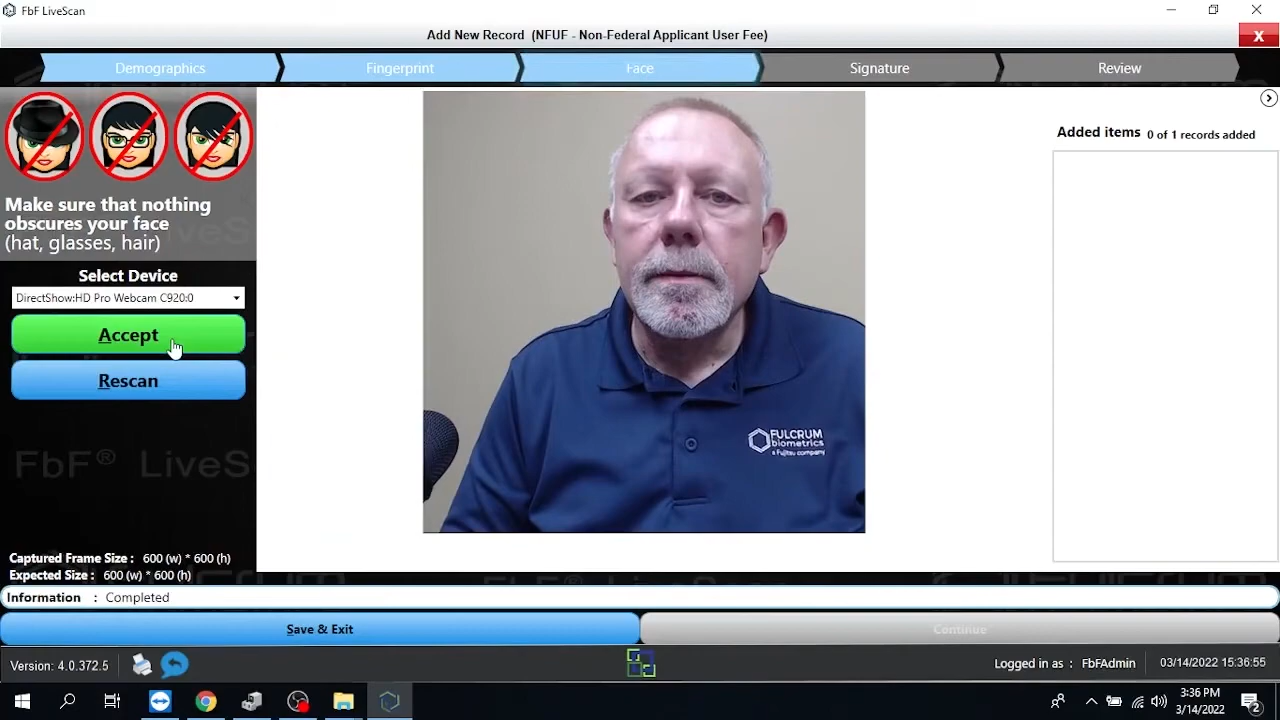 FbF LiveScan
Add New Record (NFUF - Non-Federal Applicant User Fee)
X
Demographics
Fingerprint
Face
Signature
Review
Make sure that nothing
obscures your face
(hat, glasses, hair)
Select Device
DirectShow:HD Pro Webcam C920:0
Accept
Rescan
FbF® LiveS
Captured Frame Size : 600 (w) * 600 (h)
Expected Size : 600 (w) * 600 (h)
Added items 0 of 1 records added
FULCRUM
biometrics
a Fujitsu company
Information : Completed
Save & Exit
Continue
Version: 4.0.372.5
Logged in as : FbFAdmin
03/14/2022 15:36:55
3:36 PM
3/14/2022
2